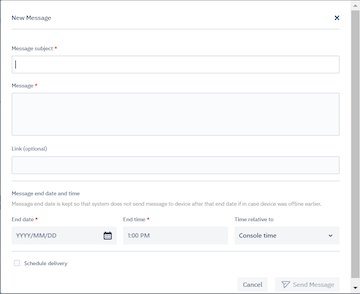 New Message
Message subject *
Message *
Link (optional)
Message end date and time
Message end date is kept so that system does not send message to device after that end date if in case device was offline earlier.
End date *
End time *
Time relative to
YYYY/MM/DD
1:00 PM
Console time
Schedule delivery
Cancel
Send Message